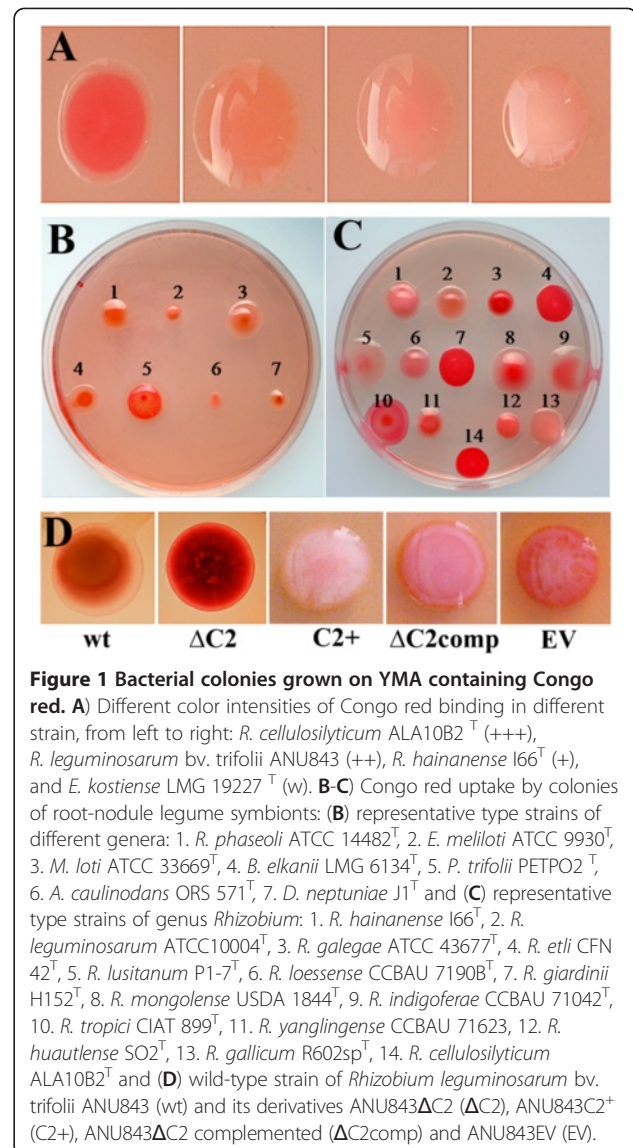 A
B
C
1
2
3
4
5
6
7
1
2
3
4
5
6
7
8
9
10
11
12
13
14
D
wt ΔC2 C2+ ΔC2comp EV
Figure 1 Bacterial colonies grown on YMA containing Congo
red. A) Different color intensities of Congo red binding in different
strain, from left to right: R. cellulosilyticum ALA10B2 T (+++),
R. leguminosarum bv. trifolii ANU843 (++), R. hainanense I66T (+),
and E. kostiense LMG 19227 T (w). B-C) Congo red uptake by colonies
of root-nodule legume symbionts: (B) representative type strains of
different genera: 1. R. phaseoli ATCC 14482T, 2. E. meliloti ATCC 9930T,
3. M. loti ATCC 33669T, 4. B. elkanii LMG 6134T, 5. P. trifolii PETPO2 T,
6. A. caulinodans ORS 571T, 7. D. neptuniae J1T and (C) representative
type strains of genus Rhizobium: 1. R. hainanense I66T, 2. R.
leguminosarum ATCC10004T, 3. R. galegae ATCC 43677T, 4. R. etli CFN
42T, 5. R. lusitanum P1-7T, 6. R. loessense CCBAU 7190BT, 7. R. giardinii
H152T, 8. R. mongolense USDA 1844T, 9. R. indigoferae CCBAU 71042T,
10. R. tropici CIAT 899T, 11. R. yanglingense CCBAU 71623, 12. R.
huautlense SO2T, 13. R. gallicum R602spT, 14. R. cellulosilyticum
ALA10B2T and (D) wild-type strain of Rhizobium leguminosarum bv.
trifolii ANU843 (wt) and its derivatives ANU843ΔC2 (ΔC2), ANU843C2+
(C2+), ANU843ΔC2 complemented (ΔC2comp) and ANU843EV (EV).